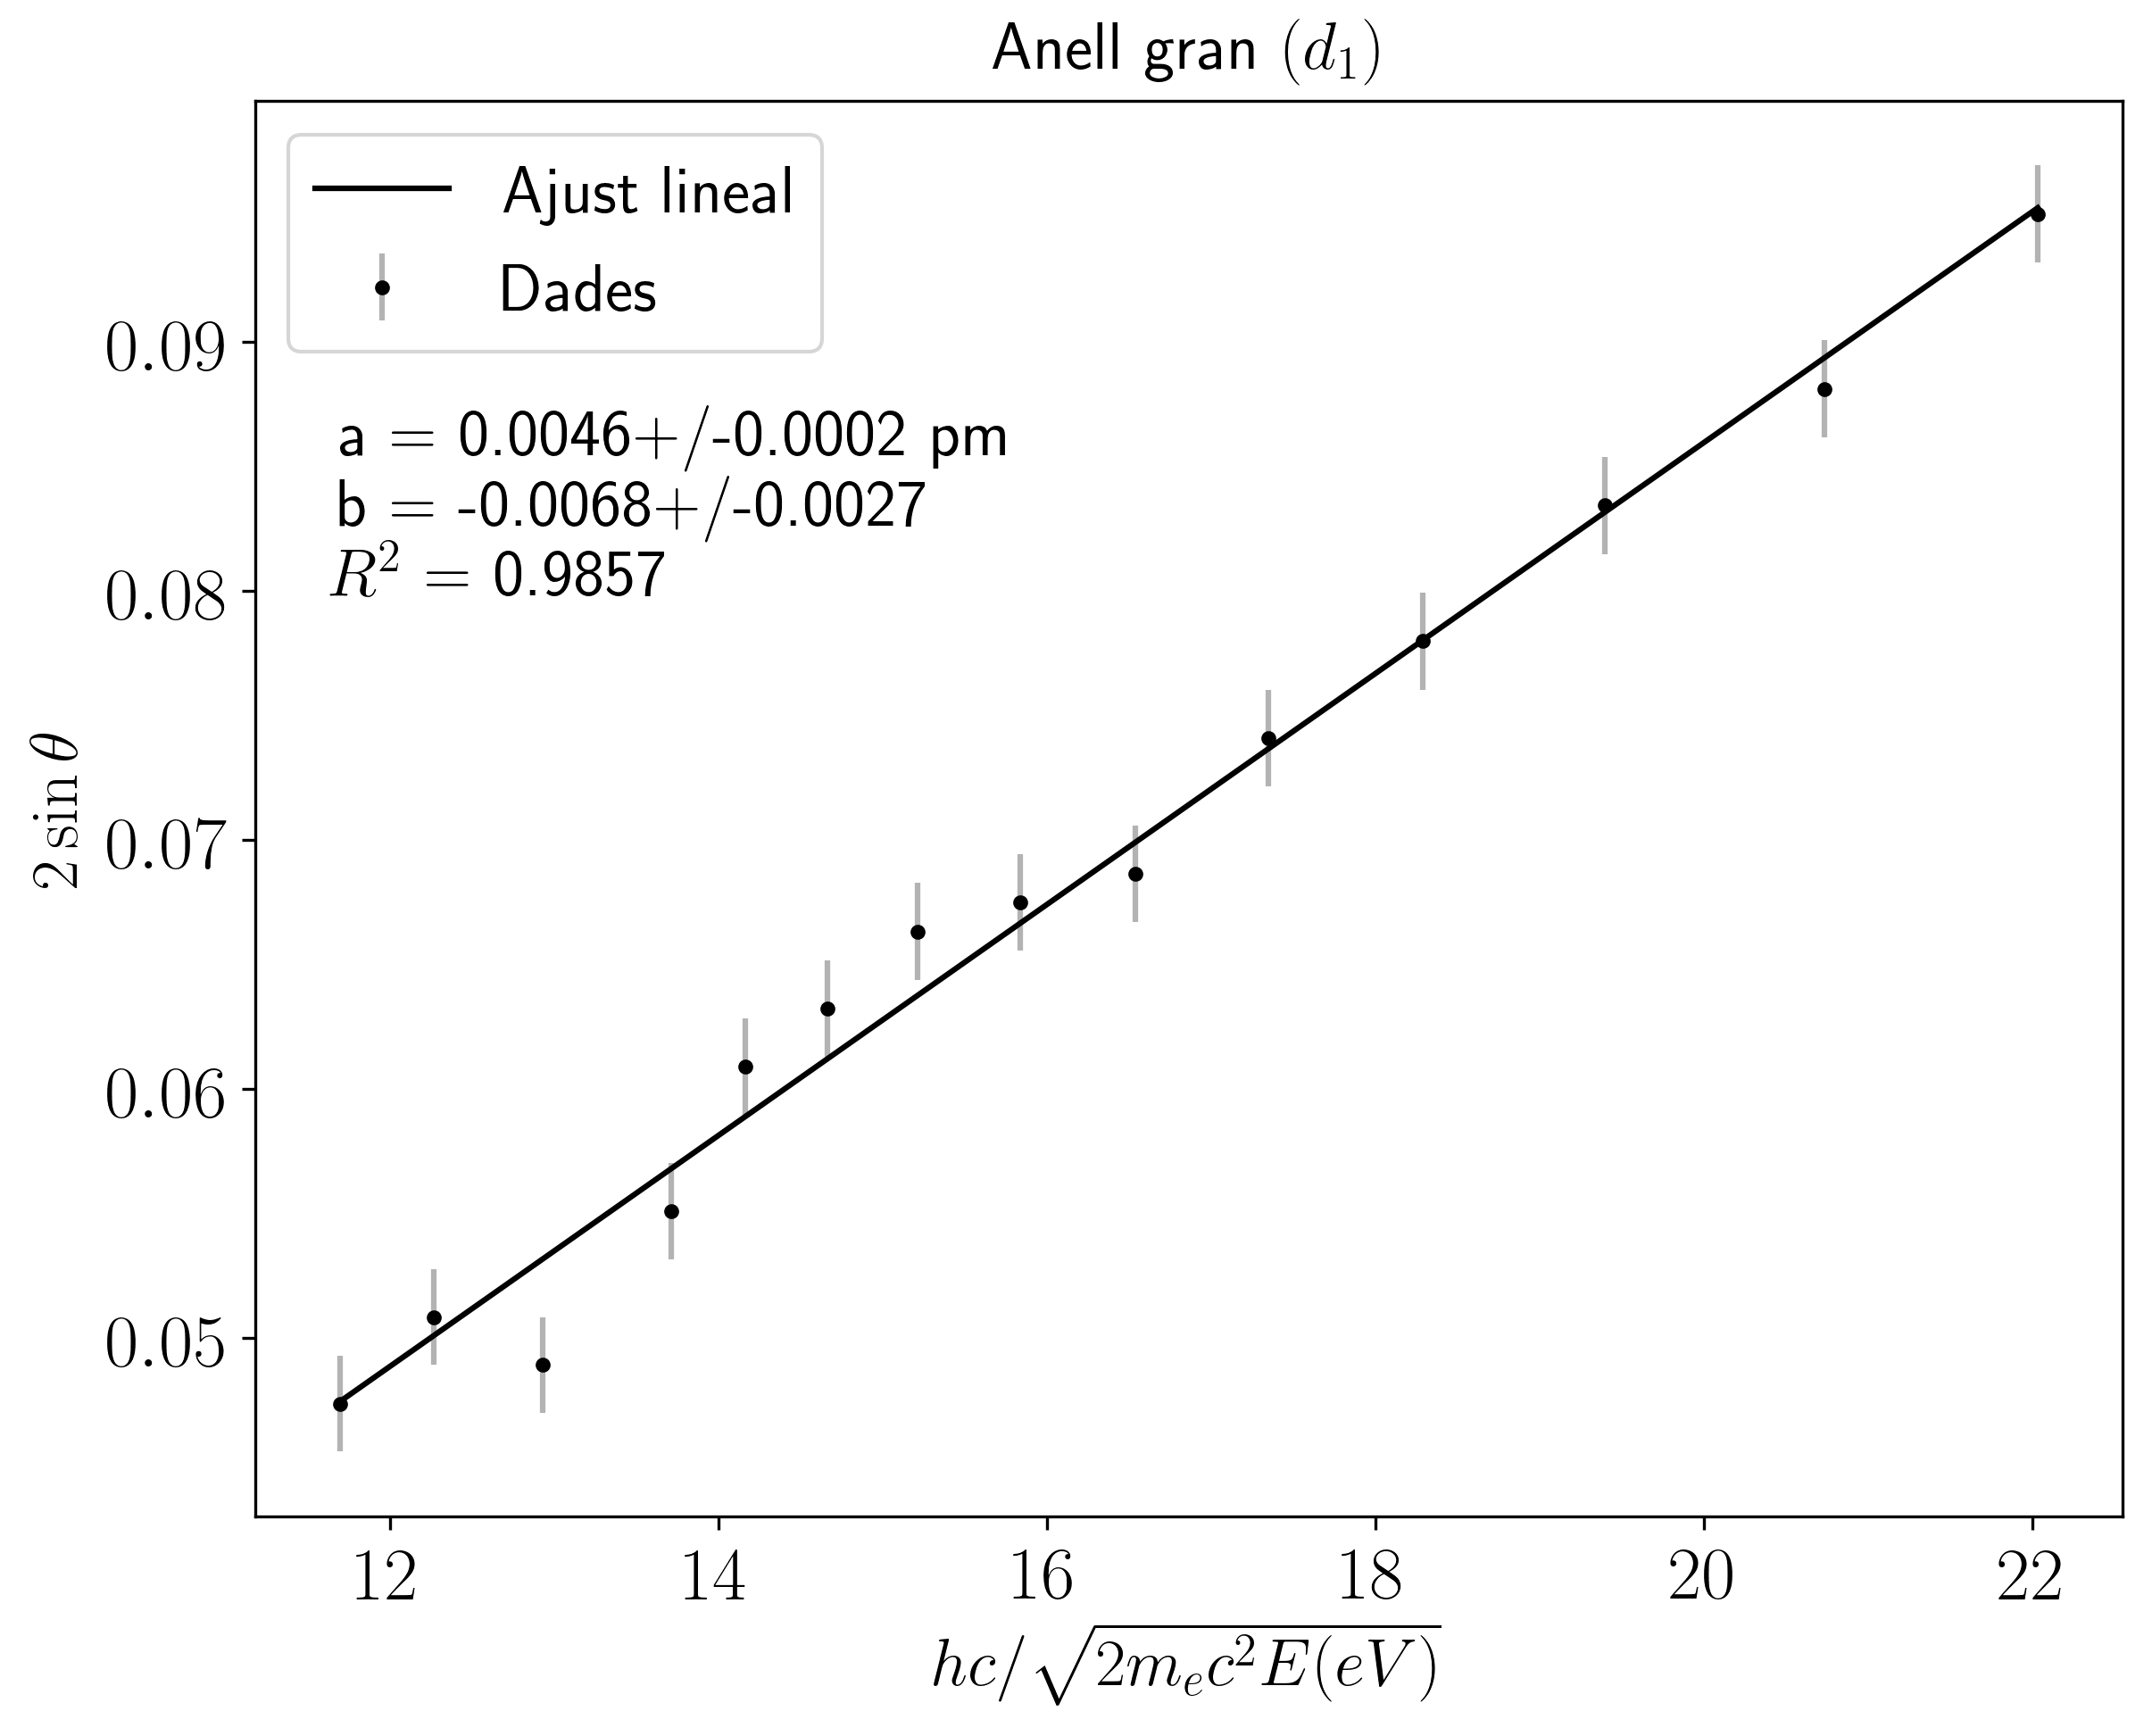 Anell gran (d₁)
Ajust lineal
Dades
a = 0.0046+/-0.0002 pm
b = -0.0068+/-0.0027
R² = 0.9857
0.09
0.08
0.07
0.06
0.05
2 sin θ
12 14 16 18 20 22
hc/√2mₑc²E(eV)